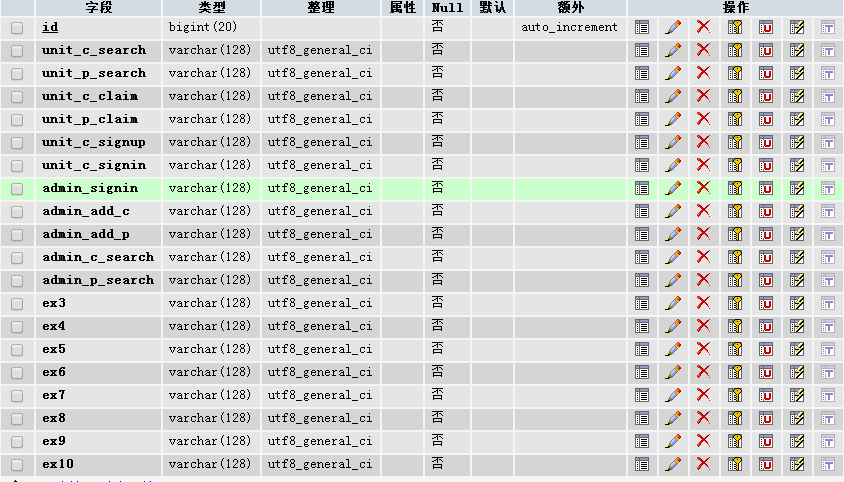 字段 类型 整理 属性 Null 默认 额外 操作
id bigint(20) 否 auto_increment
unit_c_search varchar(128) utf8_general_ci 否
unit_p_search varchar(128) utf8_general_ci 否
unit_c_claim varchar(128) utf8_general_ci 否
unit_p_claim varchar(128) utf8_general_ci 否
unit_c_signup varchar(128) utf8_general_ci 否
unit_c_signin varchar(128) utf8_general_ci 否
admin_signin varchar(128) utf8_general_ci 否
admin_add_c varchar(128) utf8_general_ci 否
admin_add_p varchar(128) utf8_general_ci 否
admin_c_search varchar(128) utf8_general_ci 否
admin_p_search varchar(128) utf8_general_ci 否
ex3 varchar(128) utf8_general_ci 否
ex4 varchar(128) utf8_general_ci 否
ex5 varchar(128) utf8_general_ci 否
ex6 varchar(128) utf8_general_ci 否
ex7 varchar(128) utf8_general_ci 否
ex8 varchar(128) utf8_general_ci 否
ex9 varchar(128) utf8_general_ci 否
ex10 varchar(128) utf8_general_ci 否